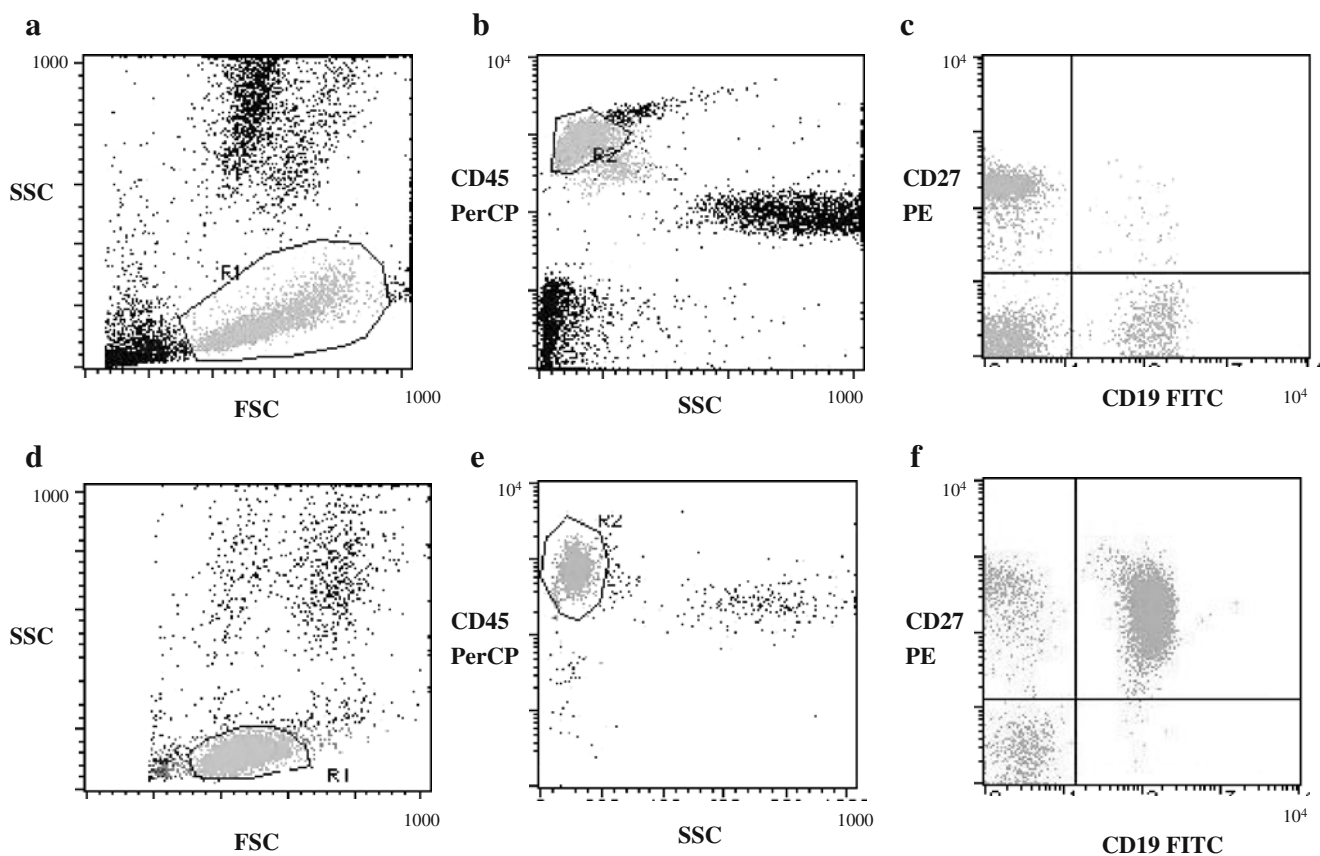 a
b
c
1000
SSC
R1
FSC
1000
10⁴
CD45
PerCP
R2
SSC
1000
10⁴
CD27
PE
CD19 FITC
10⁴
d
e
f
1000
SSC
R1
FSC
1000
10⁴
CD45
PerCP
R2
SSC
1000
10⁴
CD27
PE
CD19 FITC
10⁴